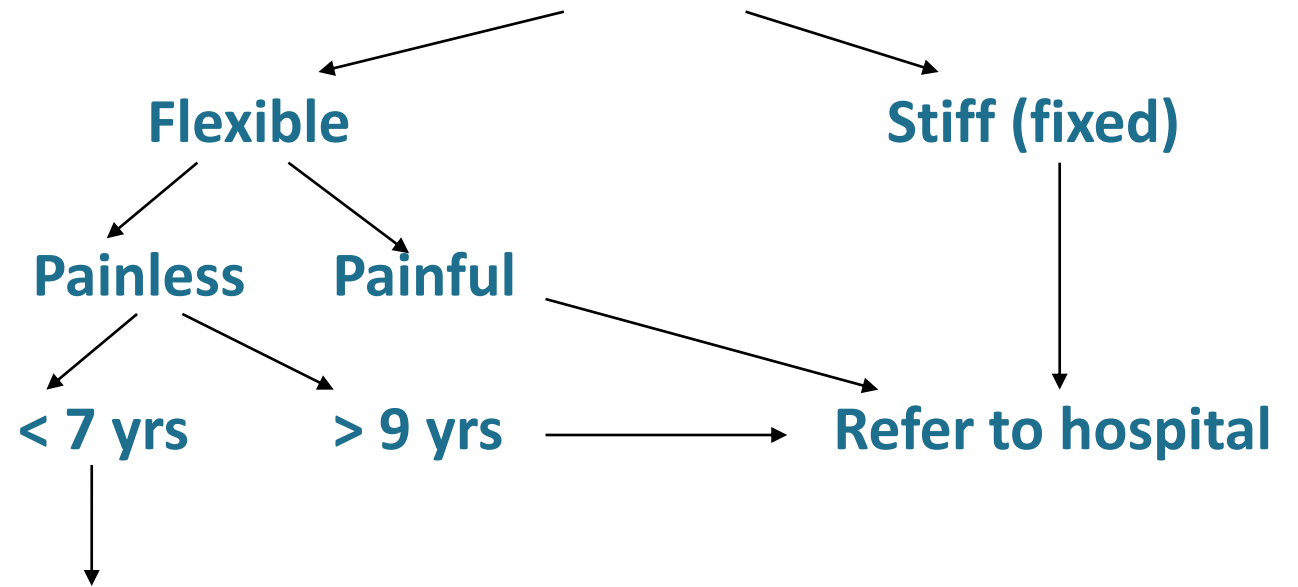 Flexible
Stiff (fixed)
Painless
Painful
< 7 yrs
> 9 yrs
Refer to hospital